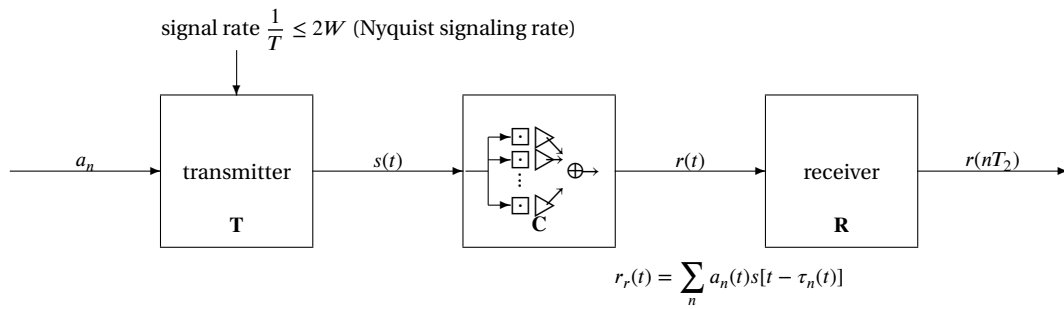 signal rate 1/T ≤ 2W (Nyquist signaling rate)
a_n transmitter s(t) r(t) receiver r(nT_2)
T C R
r_r(t) = ∑_n a_n(t)s[t − τ_n(t)]